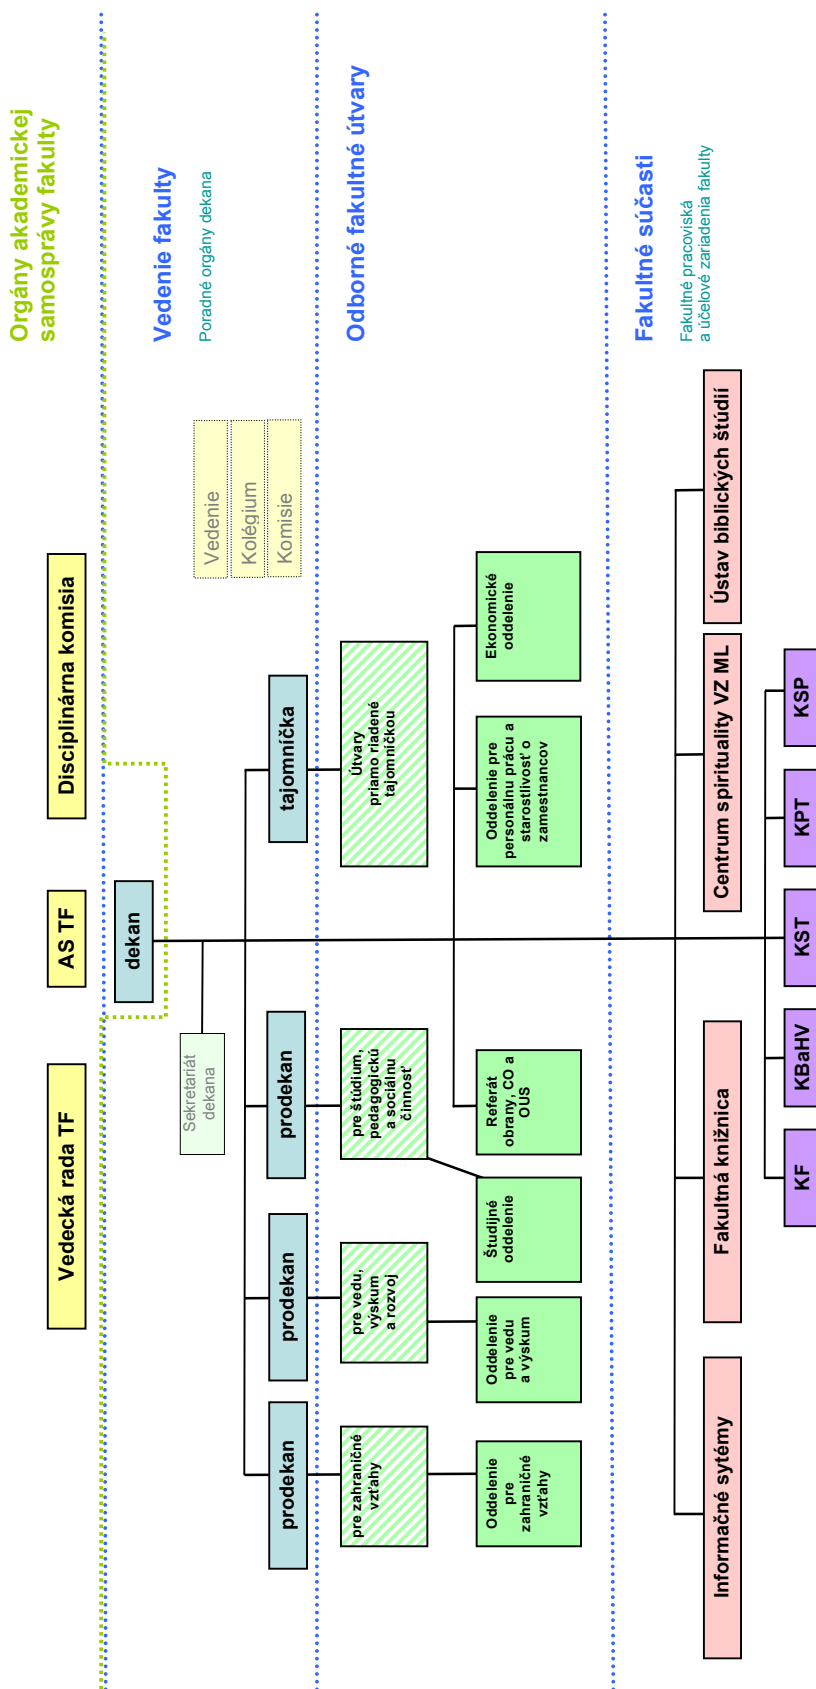 Orgány akademickej
samosprávy fakulty
Vedecká rada TF
AS TF
Disciplinárna komisia
Vedenie fakulty
Poradné orgány dekana
dekan
Sekretariát
dekana
Vedenie
Kolégium
Komisie
prodekan
prodekan
prodekan
tajomníčka
Odborné fakultné útvary
pre zahraničné
vzťahy
pre vedu,
výskum
a rozvoj
pre štúdium,
pedagogickú
a sociálnu
činnosť
Útvary
priamo riadené
tajomníčkou
Oddelenie
pre
zahraničné
vzťahy
Oddelenie
pre vedu
a výskum
Študijné
oddelenie
Referát
obrany, CO a
OUS
Oddelenie pre
personálnu prácu a
starostlivosť o
zamestnancov
Ekonomické
oddelenie
Fakultné súčasti
Fakultné pracoviská
a účelové zariadenia fakulty
Informačné sytémy
Fakultná knižnica
Centrum spirituality VZ ML
Ústav biblických štúdií
KF
KBaHV
KST
KPT
KSP